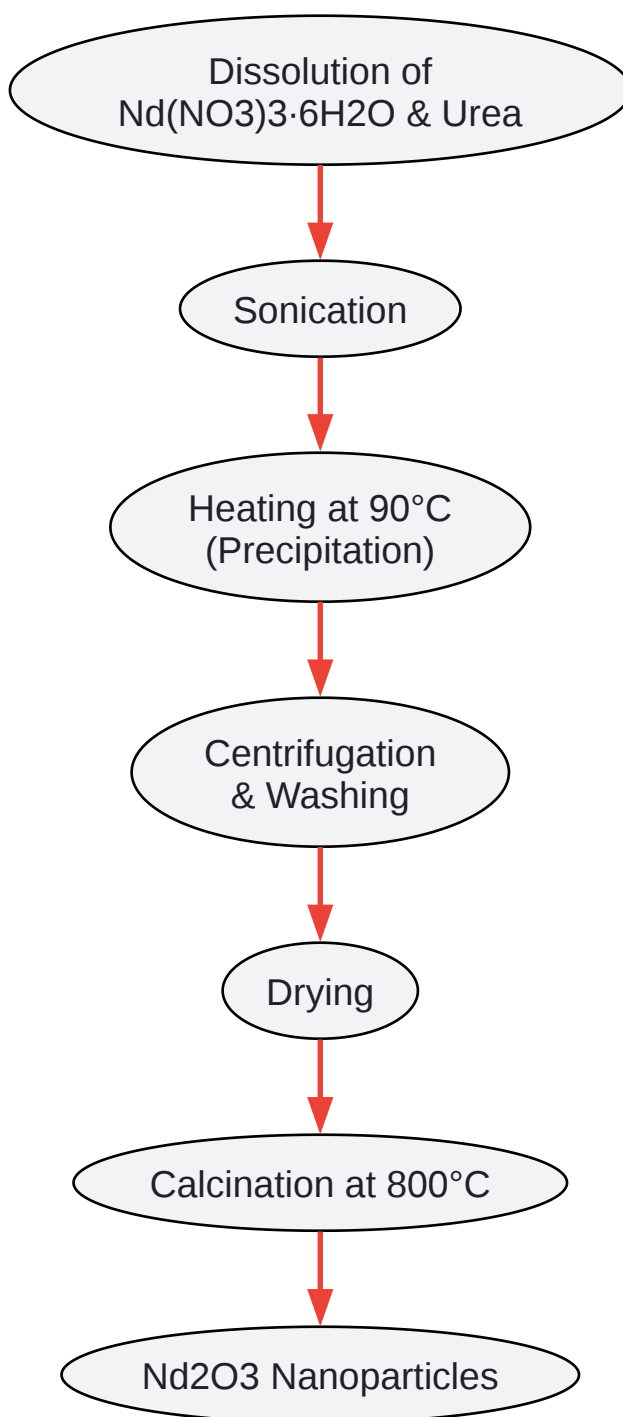 Dissolution of
Nd(NO3)3·6H2O & Urea
Sonication
Heating at 90°C
(Precipitation)
Centrifugation
& Washing
Drying
Calcination at 800°C
Nd2O3 Nanoparticles